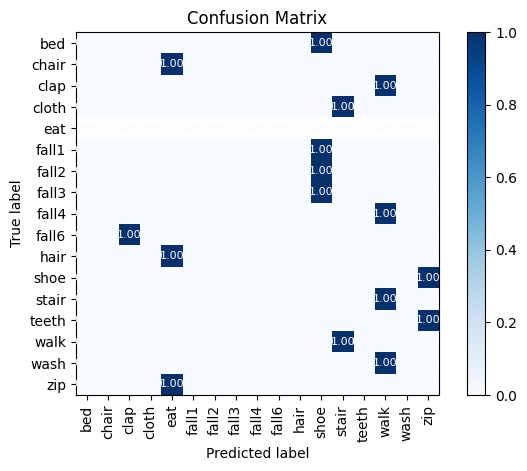 Confusion Matrix
True label
bed 1.00
chair 1.00
clap 1.00
cloth 1.00
eat
fall1 1.00
fall2 1.00
fall3 1.00
fall4 1.00
fall6 1.00
hair 1.00
shoe 1.00
stair 1.00
teeth 1.00
walk 1.00
wash 1.00
zip 1.00
bed chair clap cloth eat fall1 fall2 fall3 fall4 fall6 hair shoe stair teeth walk wash zip
Predicted label
1.0
0.8
0.6
0.4
0.2
0.0